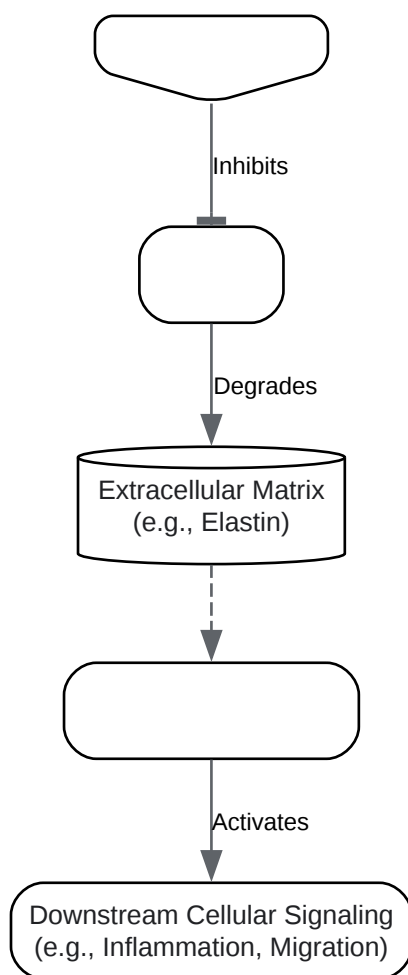 Inhibits
Degrades
Extracellular Matrix
(e.g., Elastin)
Activates
Downstream Cellular Signaling
(e.g., Inflammation, Migration)